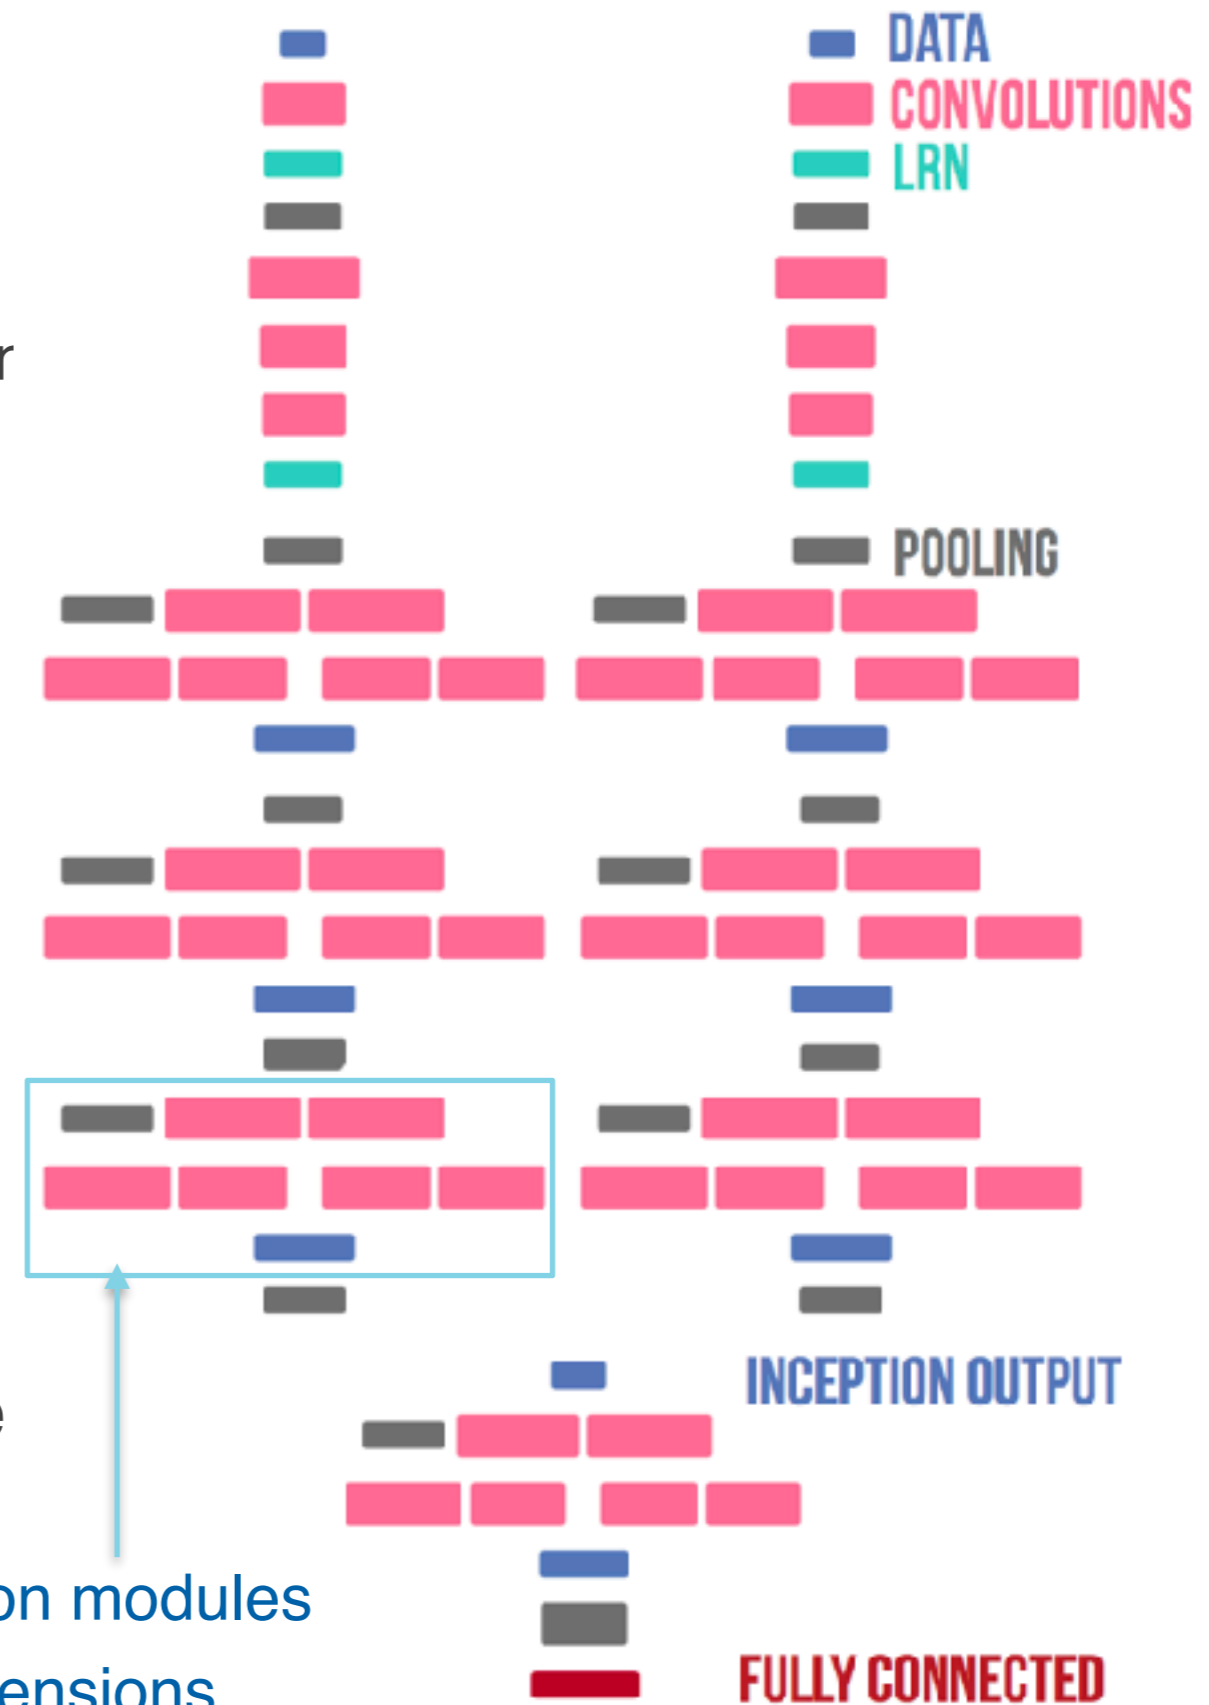 DATA
CONVOLUTIONS
LRN
r
POOLING
INCEPTION OUTPUT
e
on modules
FULLY CONNECTED
ensions